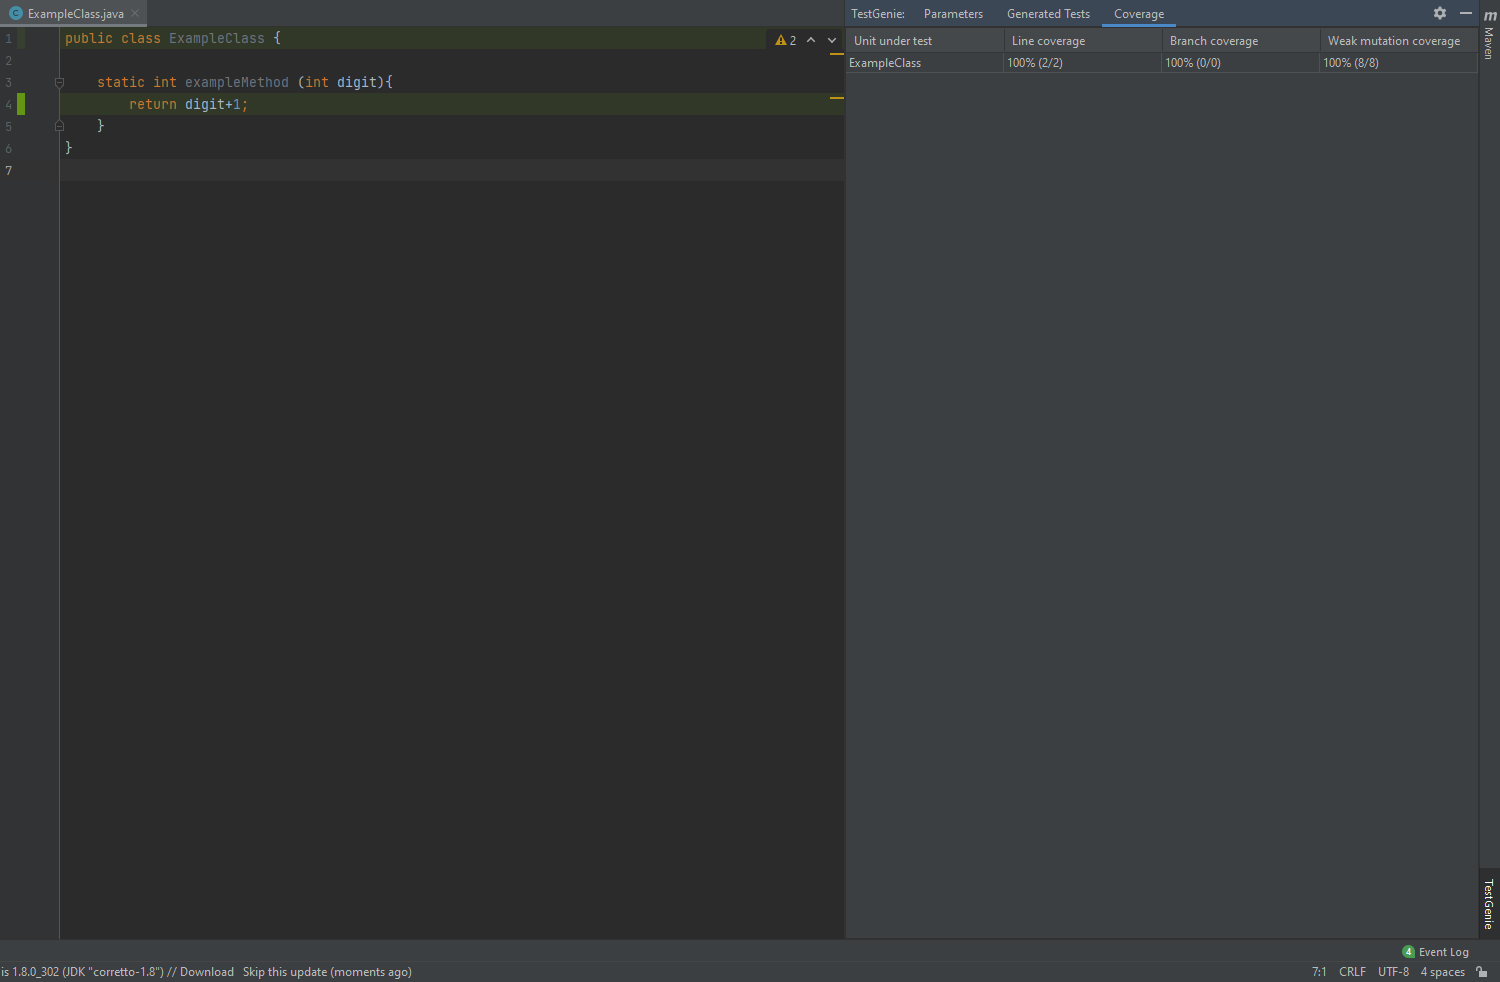 ExampleClass.java
1 public class ExampleClass {
2
3 static int exampleMethod (int digit){
4 return digit+1;
5 }
6 }
7
2
TestGenie: Parameters Generated Tests Coverage
Unit under test Line coverage Branch coverage Weak mutation coverage
ExampleClass 100% (2/2) 100% (0/0) 100% (8/8)
m Maven
TestGenie
4 Event Log
is 1.8.0_302 (JDK "corretto-1.8") // Download Skip this update (moments ago)
7:1 CRLF UTF-8 4 spaces